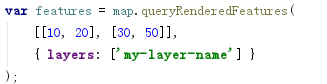 var features = map.queryRenderedFeatures(
[[10, 20], [30, 50]],
{ layers: ['my-layer-name'] }
);